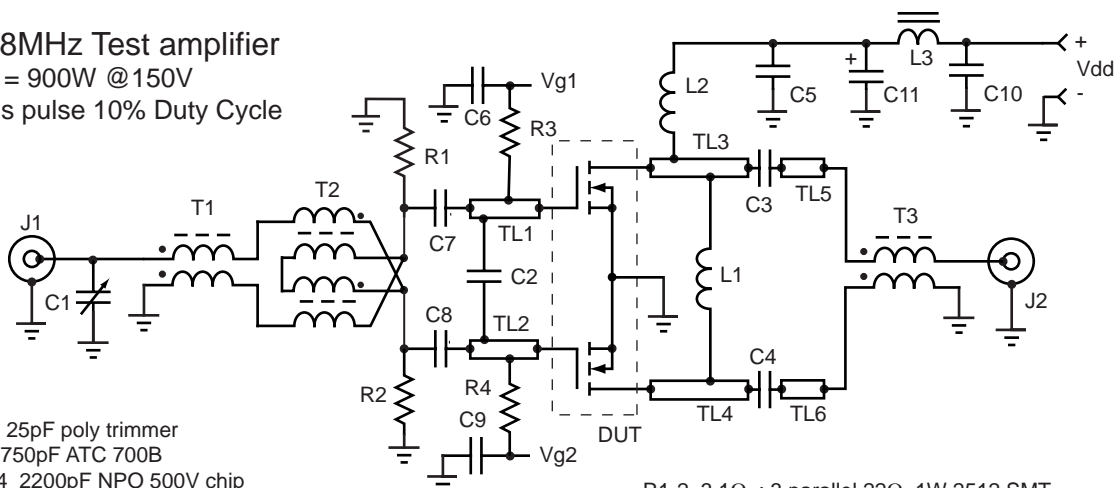 8MHz Test amplifier
= 900W @150V
s pulse 10% Duty Cycle
Vg1
C6
R3
R1
L2
C5
+
C11
L3
C10
+
Vdd
-
TL3
C3
TL5
J1
T1
T2
C7
TL1
C2
L1
T3
C1
C8
TL2
J2
R2
R4
C9
Vg2
DUT
C4
TL4
TL6
25pF poly trimmer
750pF ATC 700B
4 2200pF NPO 500V chip